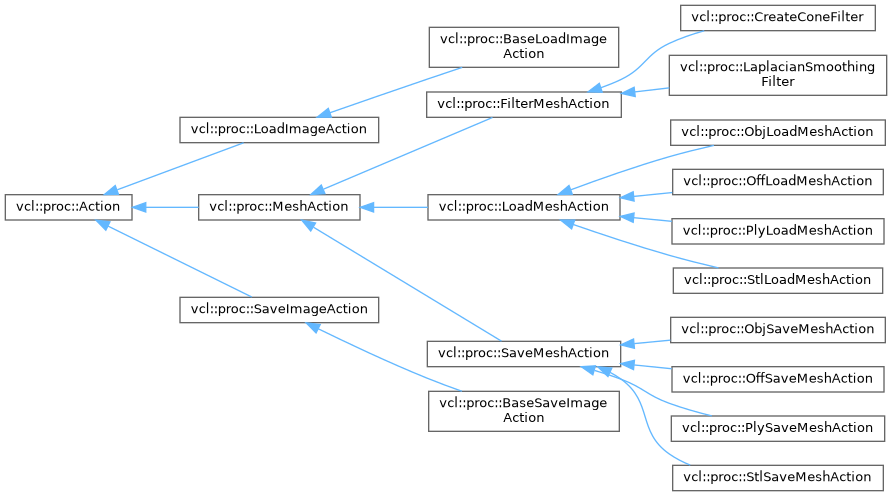 vcl::proc::Action
vcl::proc::LoadImageAction
vcl::proc::BaseLoadImage
Action
vcl::proc::MeshAction
vcl::proc::FilterMeshAction
vcl::proc::CreateConeFilter
vcl::proc::LaplacianSmoothing
Filter
vcl::proc::LoadMeshAction
vcl::proc::ObjLoadMeshAction
vcl::proc::OffLoadMeshAction
vcl::proc::PlyLoadMeshAction
vcl::proc::StlLoadMeshAction
vcl::proc::SaveMeshAction
vcl::proc::ObjSaveMeshAction
vcl::proc::OffSaveMeshAction
vcl::proc::PlySaveMeshAction
vcl::proc::StlSaveMeshAction
vcl::proc::SaveImageAction
vcl::proc::BaseSaveImage
Action